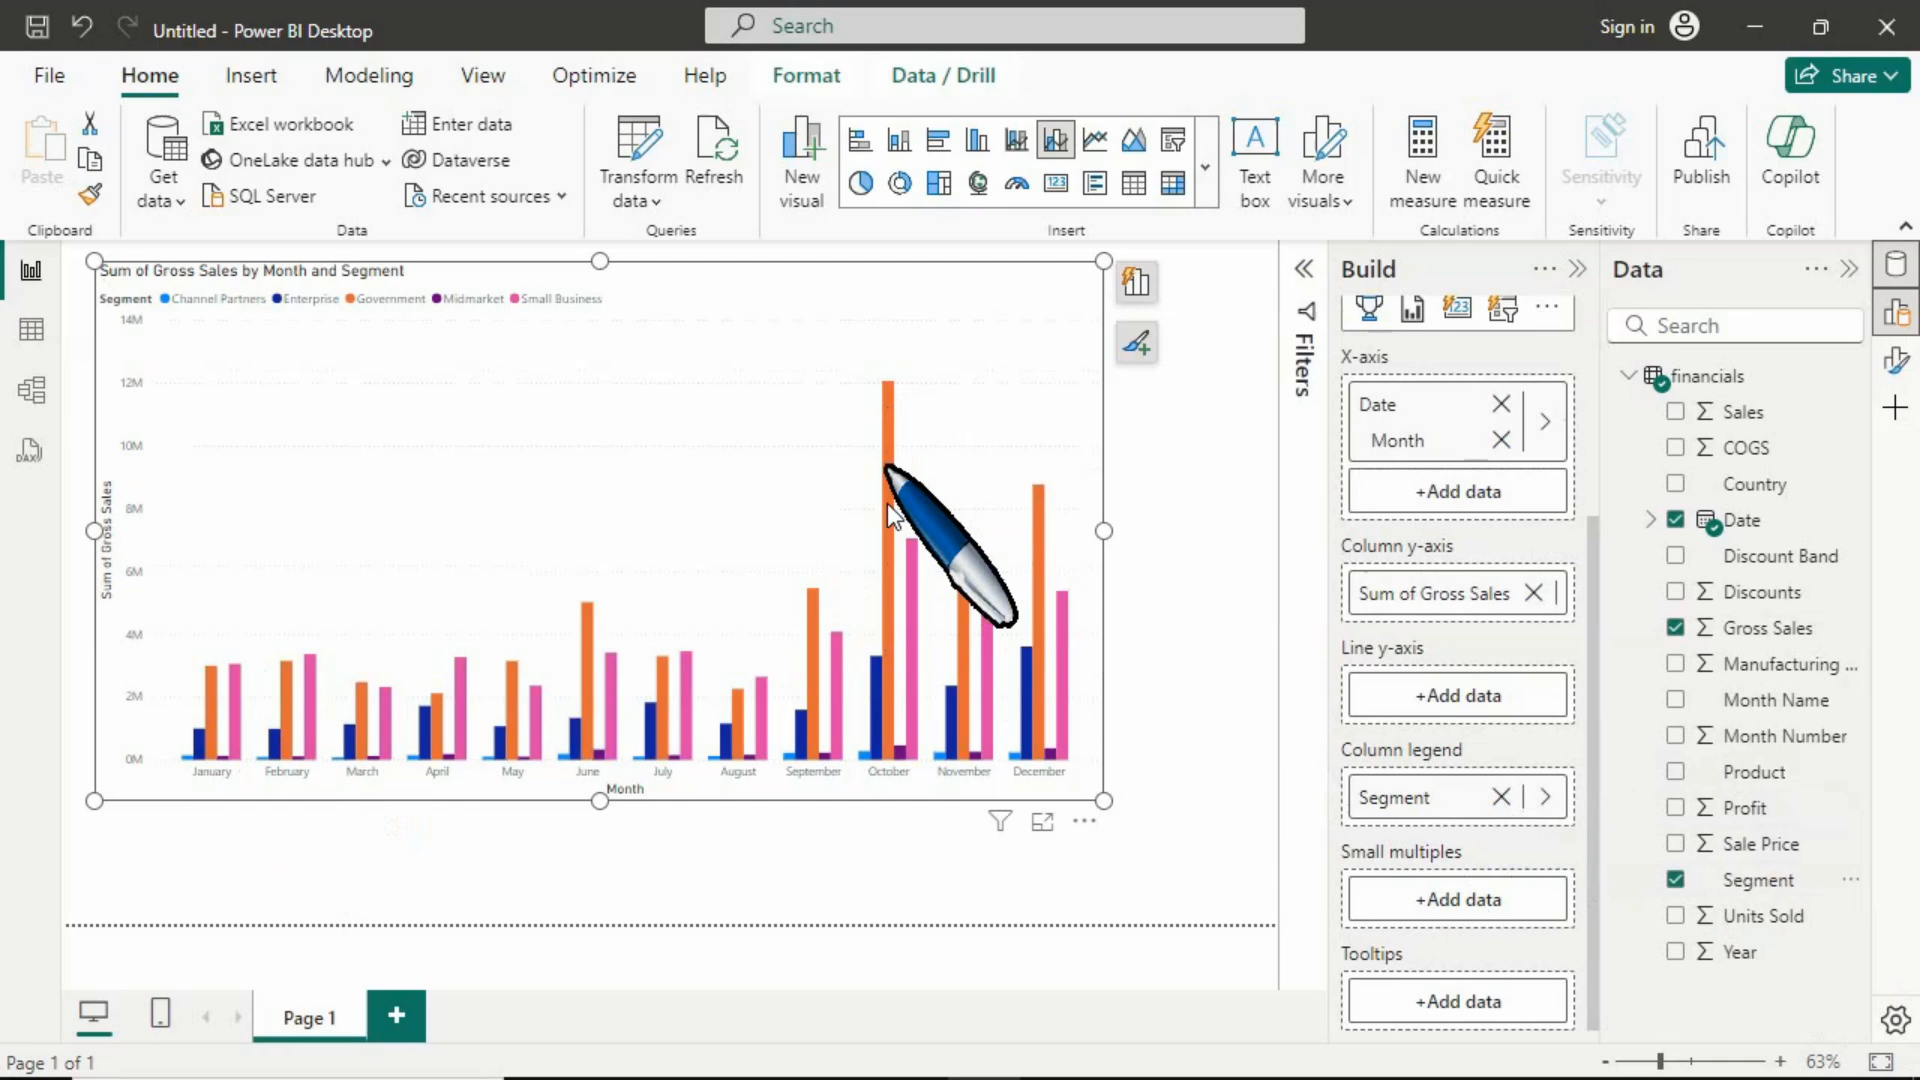 Untitled - Power BI Desktop
Search
Sign in
File
Home
Insert
Modeling
View
Optimize
Help
Format
Data / Drill
Share
Paste
Clipboard
Get
data
Excel workbook
OneLake data hub
SQL Server
Enter data
Dataverse
Recent sources
Data
Transform
data
Refresh
Queries
New
visual
123
A
Text
box
More
visuals
Insert
New
measure
Quick
measure
Calculations
Sensitivity
Sensitivity
Publish
Share
Copilot
Copilot
DAX
Sum of Gross Sales by Month and Segment
Segment Channel Partners Enterprise Government Midmarket Small Business
14M
12M
10M
8M
6M
4M
2M
0M
Sum of Gross Sales
January February March April May June July August September October November December
Month
Filters
Build
123
X-axis
Date
Month
+Add data
Column y-axis
Sum of Gross Sales
Line y-axis
+Add data
Column legend
Segment
Small multiples
+Add data
Tooltips
+Add data
Data
Search
financials
Sales
COGS
Country
Date
Discount Band
Discounts
Gross Sales
Manufacturing ...
Month Name
Month Number
Product
Profit
Sale Price
Segment
Units Sold
Year
Page 1
Page 1 of 1
63%